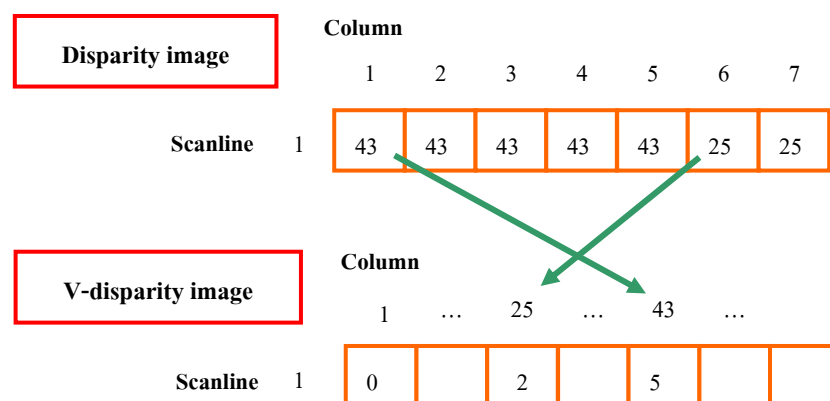 Column
Disparity image
1 2 3 4 5 6 7
Scanline 1 43 43 43 43 43 25 25
Column
V-disparity image
1 … 25 … 43 …
Scanline 1 0 2 5